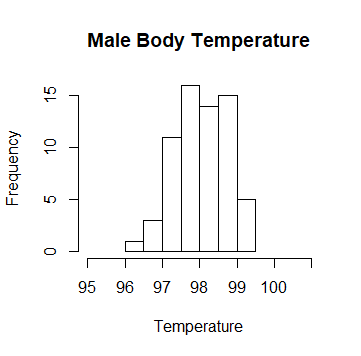 Male Body Temperature
Frequency
15
10
5
0
95 96 97 98 99 100
Temperature